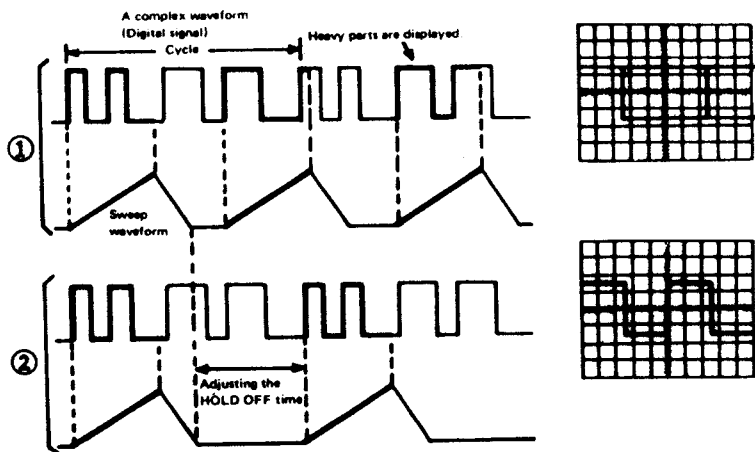 A complex waveform
(Digital signal)
Cycle
Heavy parts are displayed
①
Sweep
waveform
②
Adjusting the
HOLD OFF time